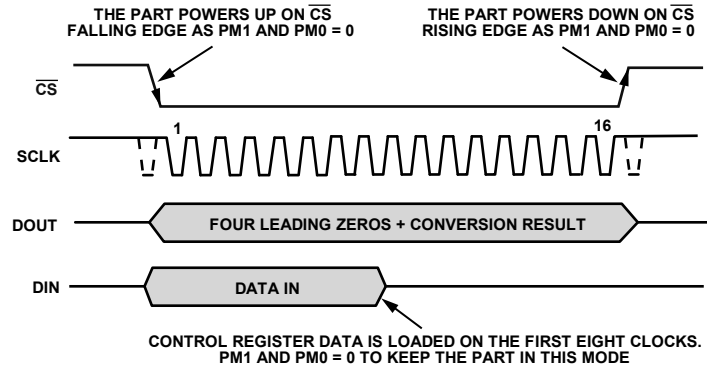 THE PART POWERS UP ON CS
FALLING EDGE AS PM1 AND PM0 = 0
THE PART POWERS DOWN ON CS
RISING EDGE AS PM1 AND PM0 = 0
CS
1
16
SCLK
DOUT
FOUR LEADING ZEROS + CONVERSION RESULT
DIN
DATA IN
CONTROL REGISTER DATA IS LOADED ON THE FIRST EIGHT CLOCKS.
PM1 AND PM0 = 0 TO KEEP THE PART IN THIS MODE